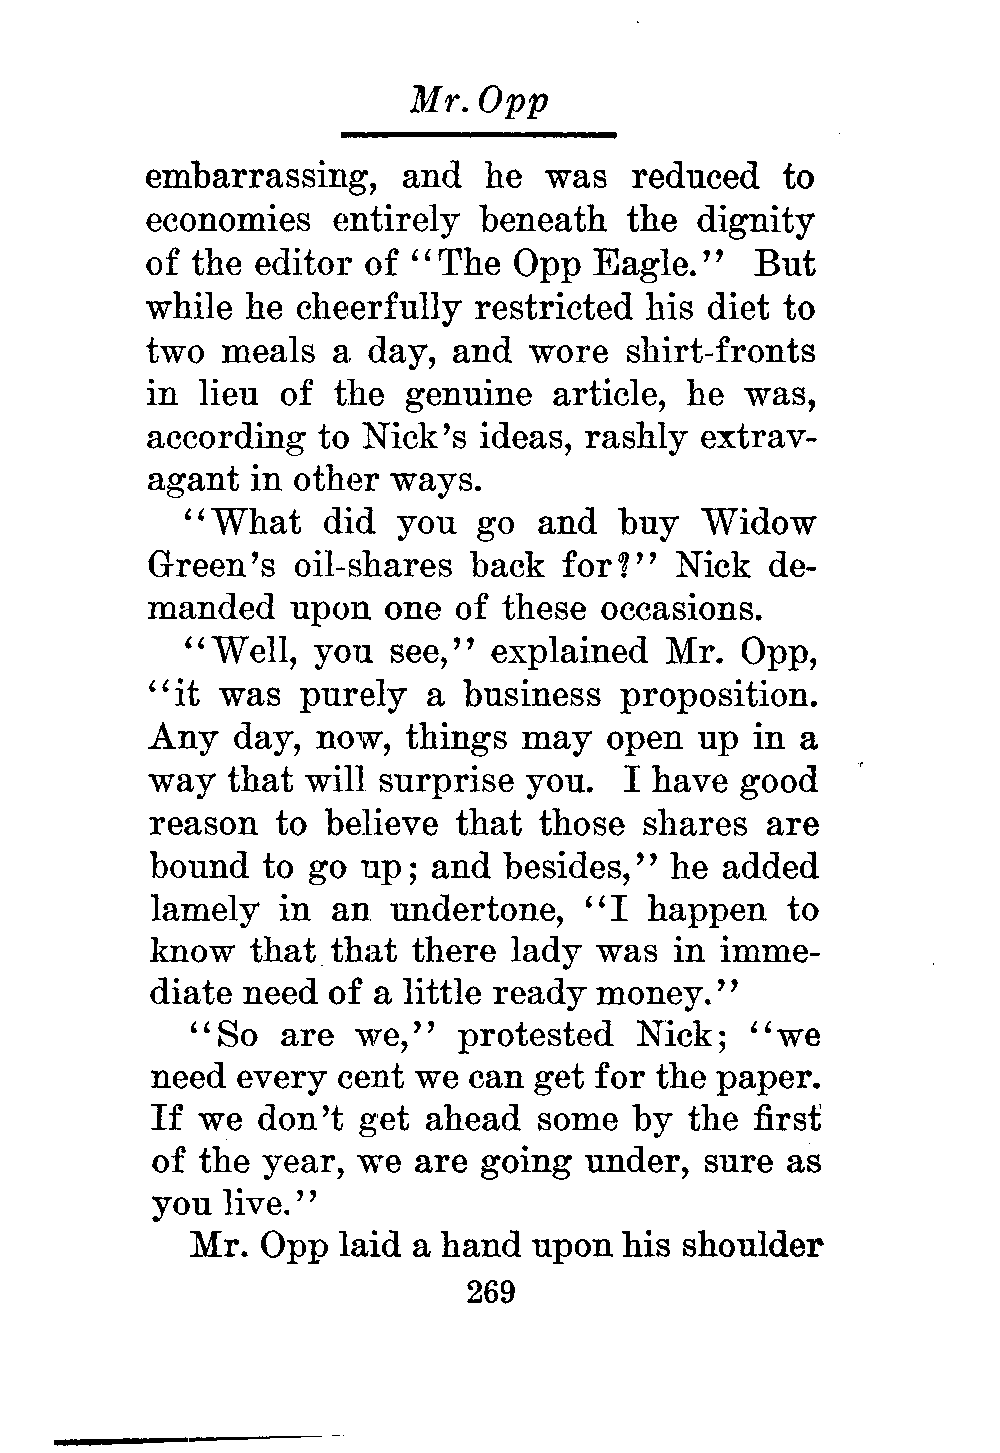 Mr. Opp
embarrassing, and he was reduced to
economies entirely beneath the dignity
of the editor of "The Opp Eagle." But
while he cheerfully restricted his diet to
two meals a day, and wore shirt-fronts
in lieu of the genuine article, he was,
according to Nick's ideas, rashly extrav-
agant in other ways.
"What did you go and buy Widow
Green's oil-shares back for?" Nick de-
manded upon one of these occasions.
"Well, you see," explained Mr. Opp,
"it was purely a business proposition.
Any day, now, things may open up in a
way that will surprise you. I have good
reason to believe that those shares are
bound to go up; and besides," he added
lamely in an undertone, "I happen to
know that that there lady was in imme-
diate need of a little ready money."
"So are we," protested Nick; "we
need every cent we can get for the paper.
If we don't get ahead some by the first
of the year, we are going under, sure as
you live."
Mr. Opp laid a hand upon his shoulder
269